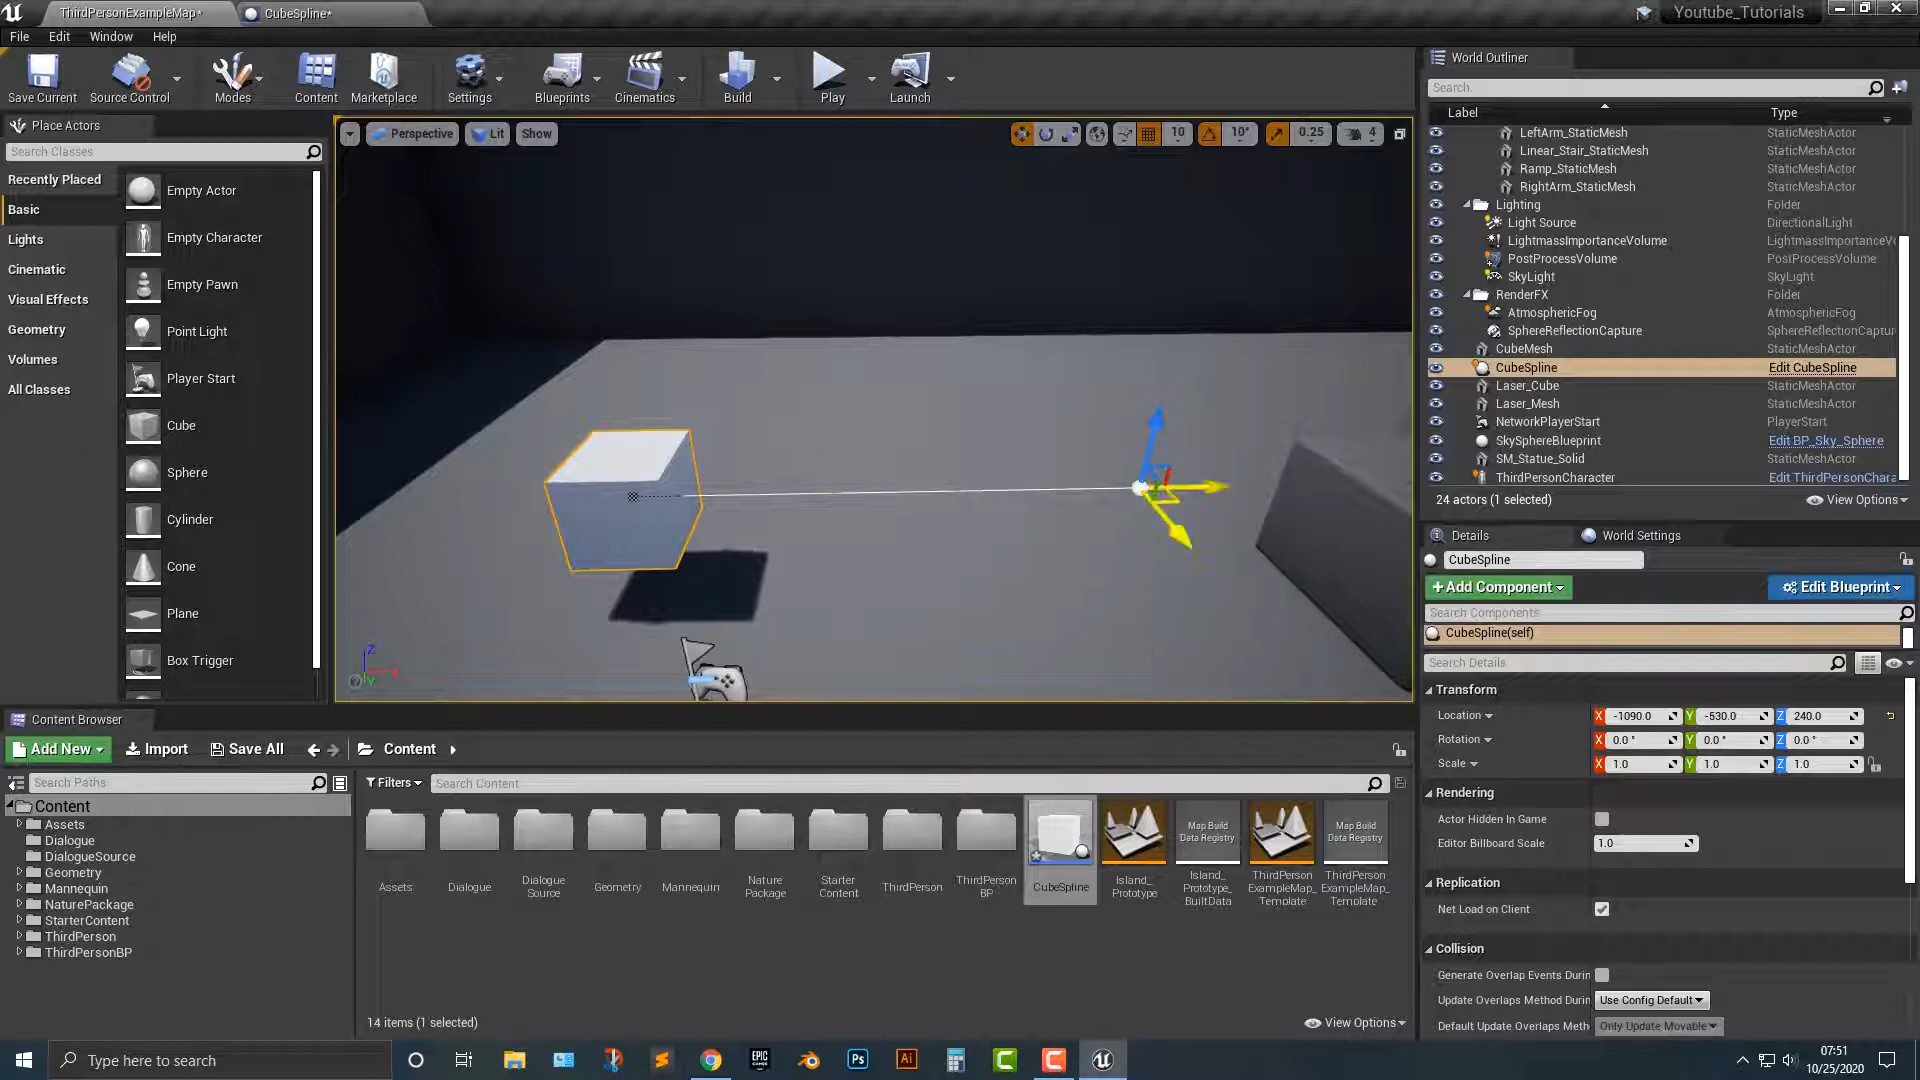 ThirdPersonExampleMap*
CubeSpline*
Youtube_Tutorials
File Edit Window Help
Save Current
Source Control
Modes
Content
Marketplace
Settings
Blueprints
Cinematics
Build
Play
Launch
Place Actors
Search Classes
Recently Placed
Basic
Lights
Cinematic
Visual Effects
Geometry
Volumes
All Classes
Empty Actor
Empty Character
Empty Pawn
Point Light
Player Start
Cube
Sphere
Cylinder
Cone
Plane
Box Trigger
Perspective
Lit
Show
10
10°
0.25
4
Z
X
Y
World Outliner
Search
Label Type
LeftArm_StaticMesh StaticMeshActor
Linear_Stair_StaticMesh StaticMeshActor
Ramp_StaticMesh StaticMeshActor
RightArm_StaticMesh StaticMeshActor
Lighting Folder
Light Source DirectionalLight
LightmassImportanceVolume LightmassImportanceVo
PostProcessVolume PostProcessVolume
SkyLight SkyLight
RenderFX Folder
AtmosphericFog AtmosphericFog
SphereReflectionCapture SphereReflectionCaptur
CubeMesh StaticMeshActor
CubeSpline Edit CubeSpline
Laser_Cube StaticMeshActor
Laser_Mesh StaticMeshActor
NetworkPlayerStart PlayerStart
SkySphereBlueprint Edit BP_Sky_Sphere
SM_Statue_Solid StaticMeshActor
ThirdPersonCharacter Edit ThirdPersonChara
24 actors (1 selected)
View Options
Details
World Settings
CubeSpline
+Add Component
Edit Blueprint
Search Components
CubeSpline(self)
Search Details
Transform
Location X -1090.0 Y -530.0 Z 240.0
Rotation X 0.0 ° Y 0.0 ° Z 0.0 °
Scale X 1.0 Y 1.0 Z 1.0
Rendering
Actor Hidden In Game
Editor Billboard Scale 1.0
Replication
Net Load on Client
Collision
Generate Overlap Events Durin
Update Overlaps Method Durin Use Config Default
Default Update Overlaps Meth Only Update Movable
Content Browser
Add New
Import
Save All
Content
Search Paths
Filters
Search Content
Content
Assets
Dialogue
DialogueSource
Geometry
Mannequin
NaturePackage
StarterContent
ThirdPerson
ThirdPersonBP
Map Build
Data Registry
Map Build
Data Registry
Assets
Dialogue
Dialogue
Source
Geometry
Mannequin
Nature
Package
Starter
Content
ThirdPerson
ThirdPerson
BP
CubeSpline
Island_
Prototype
Island_
Prototype_
BuiltData
ThirdPerson
ExampleMap_
Template
ThirdPerson
ExampleMap_
Template
14 items (1 selected)
View Options
Type here to search
EPIC
GAMES
Ps
Ai
07:51
10/25/2020